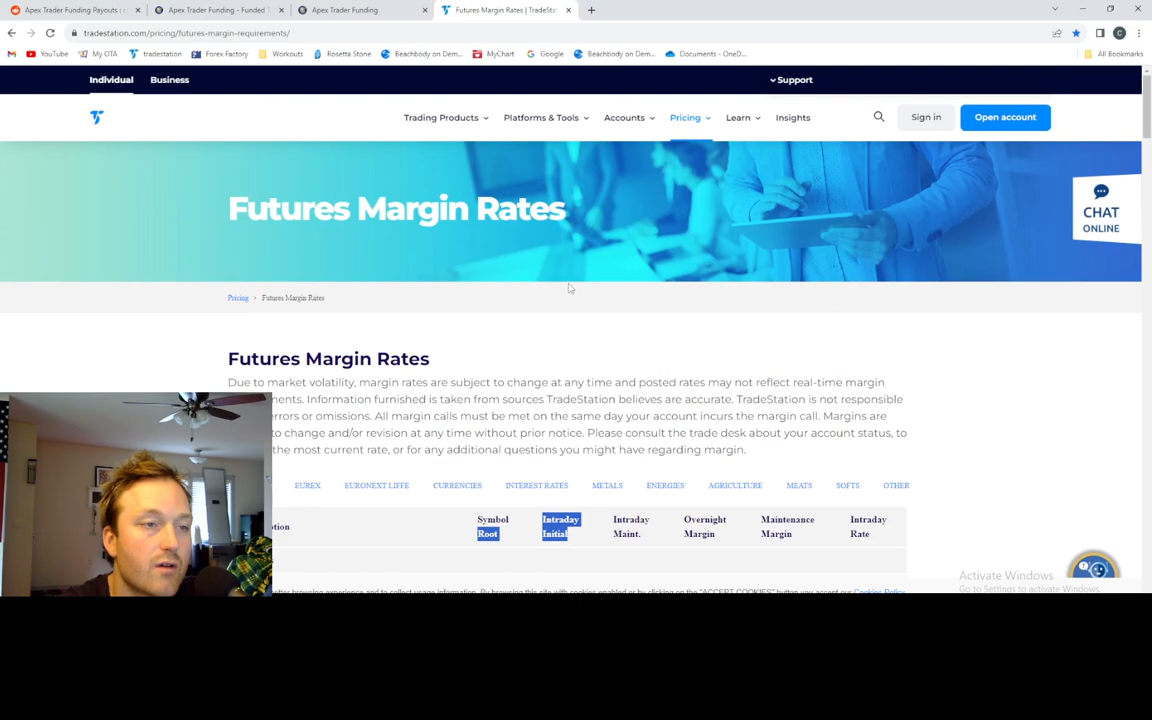 Apex Trader Funding Payouts : 
Apex Trader Funding - Funded T
Apex Trader Funding
Futures Margin Rates | TradeStat
tradestation.com/pricing/futures-margin-requirements/
YouTube
My OTA
tradestation
Forex Factory
Workouts
Rosetta Stone
Beachbody on Dem...
MyChart
Google
Beachbody on Dem...
Documents - OneD...
All Bookmarks
Individual
Business
Support
Trading Products
Platforms & Tools
Accounts
Pricing
Learn
Insights
Sign in
Open account
Futures Margin Rates
CHAT
ONLINE
Pricing > Futures Margin Rates
Futures Margin Rates
Due to market volatility, margin rates are subject to change at any time and posted rates may not reflect real-time margin
ents. Information furnished is taken from sources TradeStation believes are accurate. TradeStation is not responsible
errors or omissions. All margin calls must be met on the same day your account incurs the margin call. Margins are
to change and/or revision at any time without prior notice. Please consult the trade desk about your account status, to
the most current rate, or for any additional questions you might have regarding margin.
EUREX
EURONEXT LIFFE
CURRENCIES
INTEREST RATES
METALS
ENERGIES
AGRICULTURE
MEATS
SOFTS
OTHER
tion
Symbol
Root
Intraday
Initial
Intraday
Maint.
Overnight
Margin
Maintenance
Margin
Intraday
Rate
Activate Windows
Go to Settings to activate Windows.
etter browsing experience and to collect usage information. By browsing this site with cookies enabled or by clicking on the "ACCEPT COOKIES" button you accept our Cookies Policy.